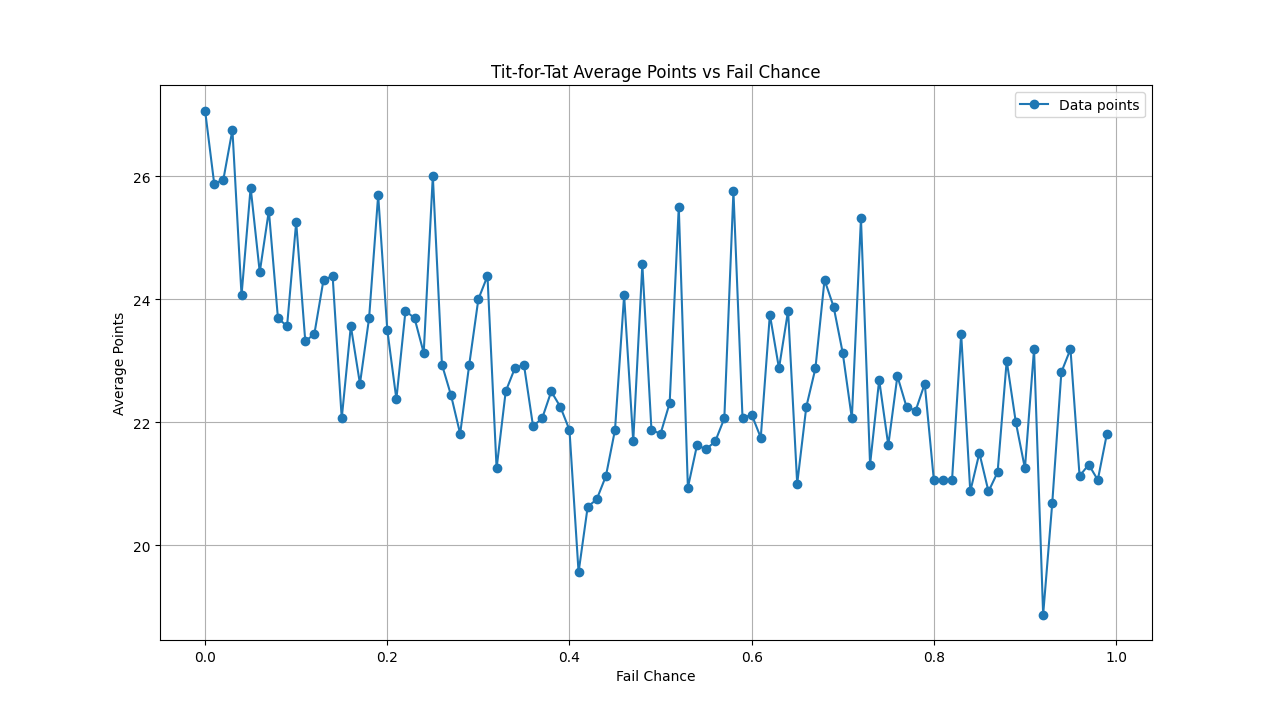 Tit-for-Tat Average Points vs Fail Chance
Data points
26
24
22
20
Average Points
0.0 0.2 0.4 0.6 0.8 1.0
Fail Chance